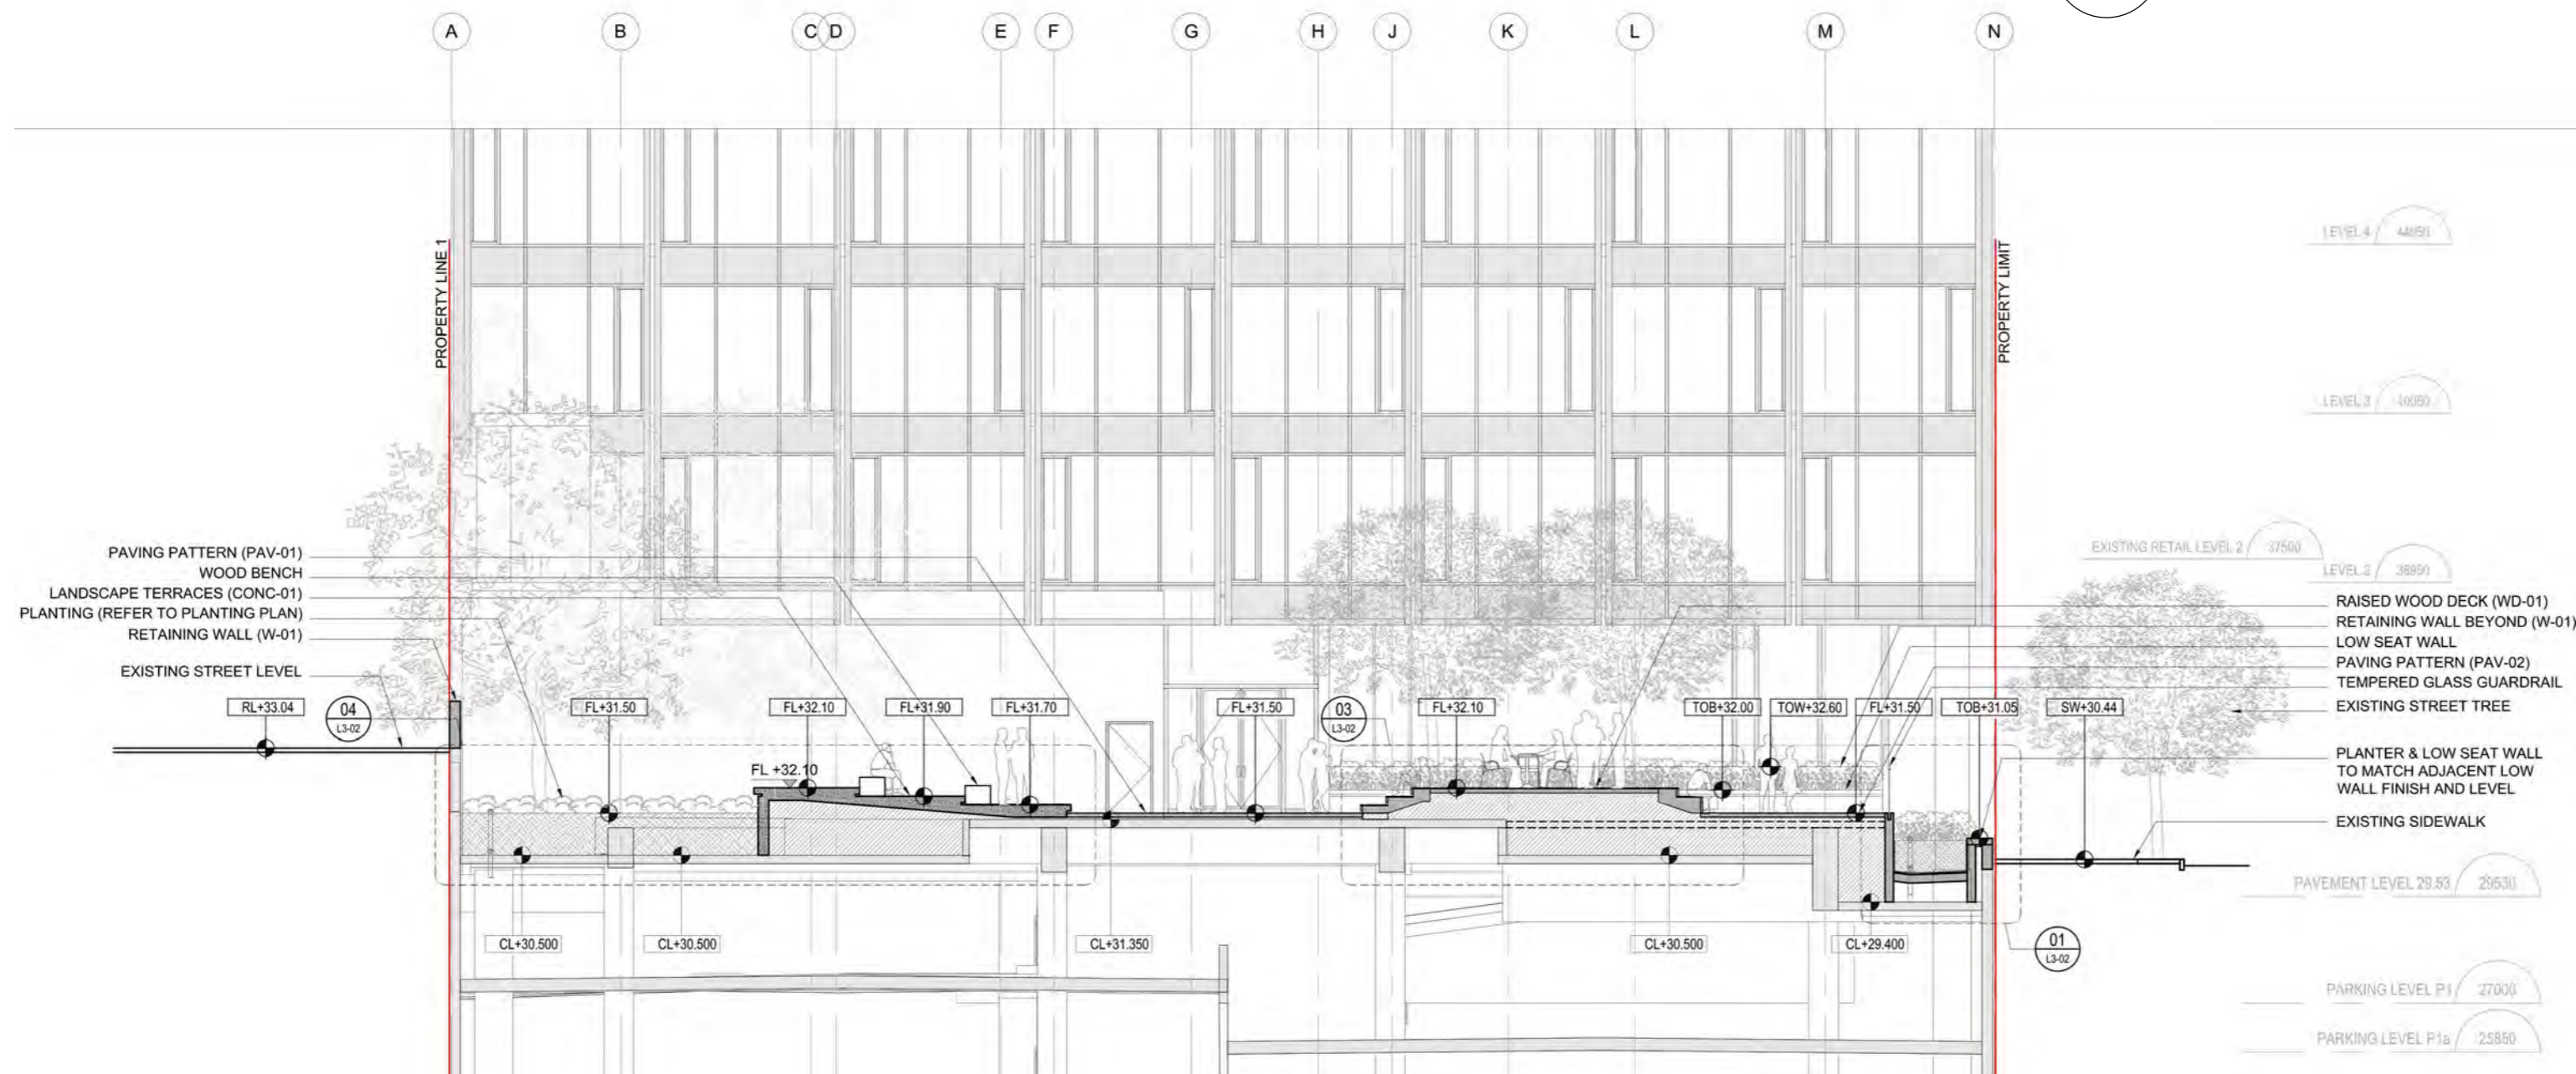 A B C D E F G H J K L M N
PROPERTY LINE 1
PROPERTY LIMIT
LEVEL 4
LEVEL 3
EXISTING RETAIL LEVEL 2 37500
LEVEL 2
PAVING PATTERN (PAV-01)
WOOD BENCH
LANDSCAPE TERRACES (CONC-01)
PLANTING (REFER TO PLANTING PLAN)
RETAINING WALL (W-01)
EXISTING STREET LEVEL
RAISED WOOD DECK (WD-01)
RETAINING WALL BEYOND (W-01)
LOW SEAT WALL
PAVING PATTERN (PAV-02)
TEMPERED GLASS GUARDRAIL
EXISTING STREET TREE
PLANTER & LOW SEAT WALL
TO MATCH ADJACENT LOW
WALL FINISH AND LEVEL
EXISTING SIDEWALK
RL+33.04
04
L3-02
FL+31.50
FL+32.10
FL+31.90
FL+31.70
FL+31.50
03
L3-02
FL+32.10
TOB+32.00
TOW+32.60
FL+31.50
TOB+31.05
SW+30.44
FL +32.10
CL+30.500
CL+30.500
CL+31.350
CL+30.500
CL+29.400
01
L3-02
PAVEMENT LEVEL 29.53 29530
PARKING LEVEL P1 27000
PARKING LEVEL P1a 25850